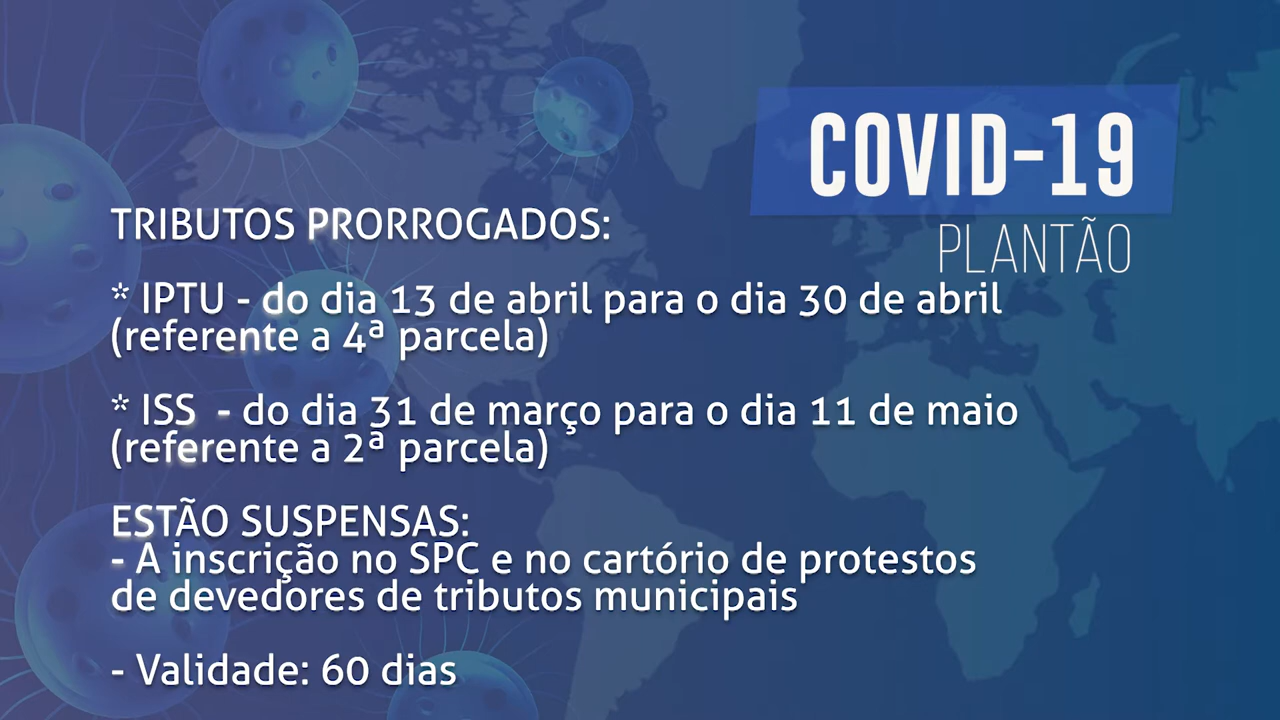 COVID-19
PLANTÃO
TRIBUTOS PRORROGADOS:
* IPTU - do dia 13 de abril para o dia 30 de abril
(referente a 4ª parcela)
* ISS - do dia 31 de março para o dia 11 de maio
(referente a 2ª parcela)
ESTÃO SUSPENSAS:
- A inscrição no SPC e no cartório de protestos
de devedores de tributos municipais
- Validade: 60 dias